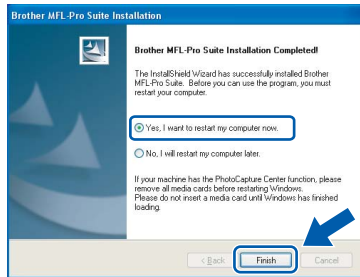 Brother MFL-Pro Suite Installation
Brother MFL-Pro Suite Installation Completed!
The InstallShield Wizard has successfully installed Brother
MFL-Pro Suite. Before you can use the program, you must
restart your computer.
Yes, I want to restart my computer now.
No, I will restart my computer later.
If your machine has the PhotoCapture Center function, please
remove all media cards before restarting Windows.
Please do not insert a media card until Windows has finished
loading.
< Back Finish Cancel